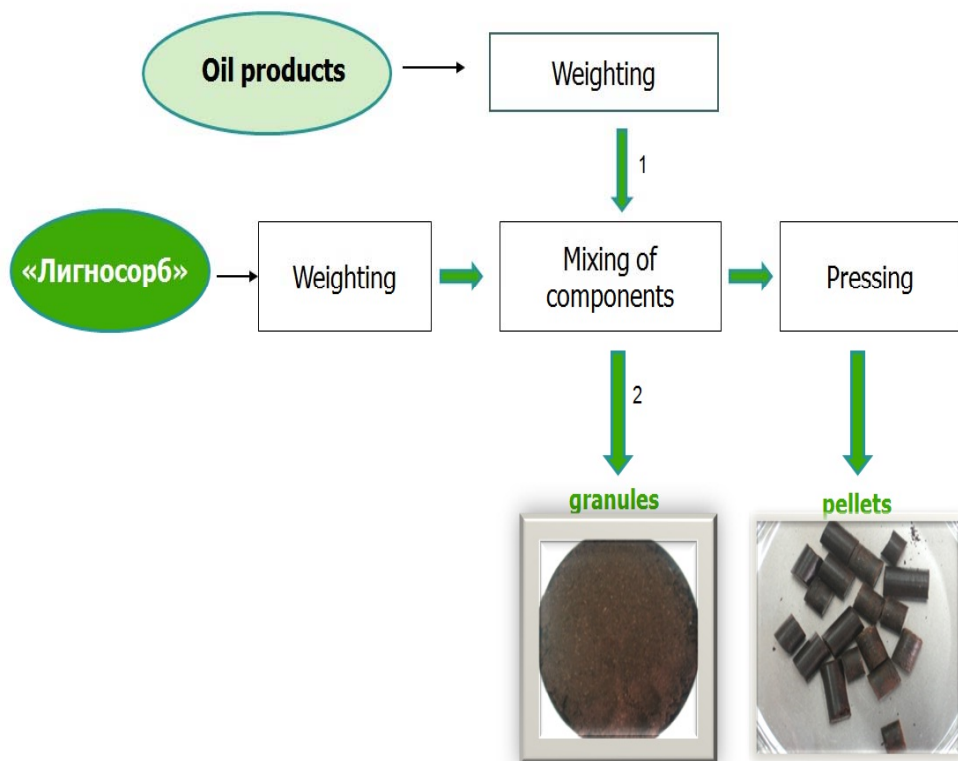 Oil products
Weighting
1
«Лигносорб»
Weighting
Mixing of
components
Pressing
2
granules
pellets